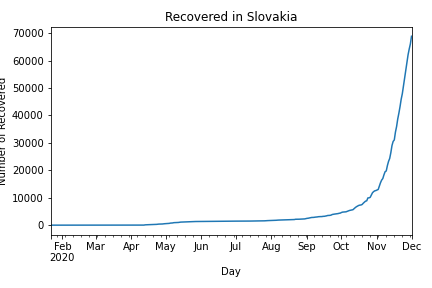 Recovered in Slovakia
Number of Recovered
70000
60000
50000
40000
30000
20000
10000
0
Feb Mar Apr May Jun Jul Aug Sep Oct Nov Dec
2020
Day